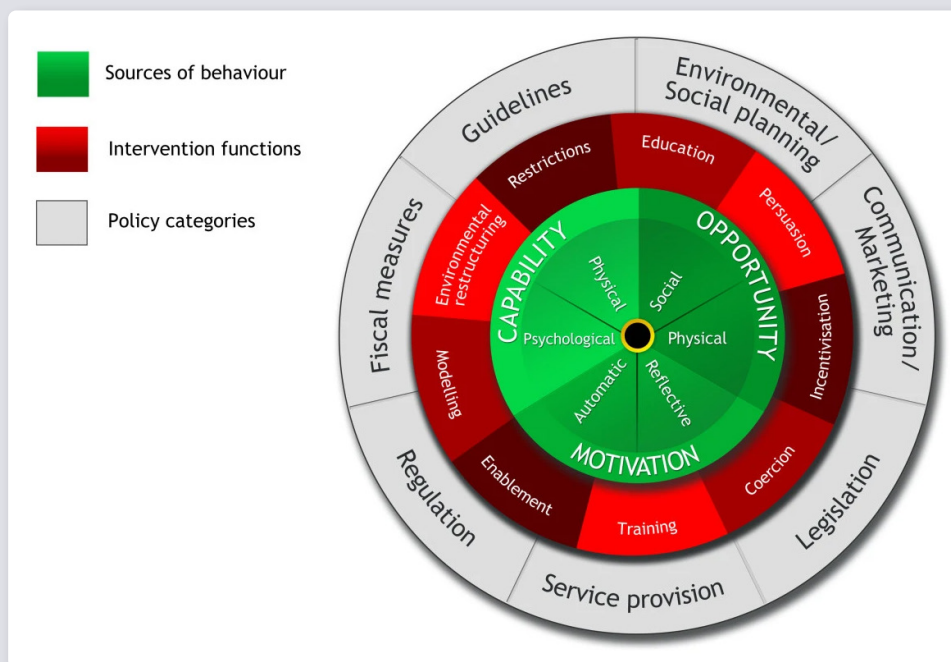 Sources of behaviour
Intervention functions
Policy categories
Guidelines
Environmental/
Social planning
Communication/
Marketing
Legislation
Service provision
Regulation
Fiscal measures
Restrictions
Education
Persuasion
Incentivisation
Coercion
Training
Enablement
Modelling
Environmental
restructuring
CAPABILITY
OPPORTUNITY
MOTIVATION
Physical
Social
Psychological
Physical
Automatic
Reflective